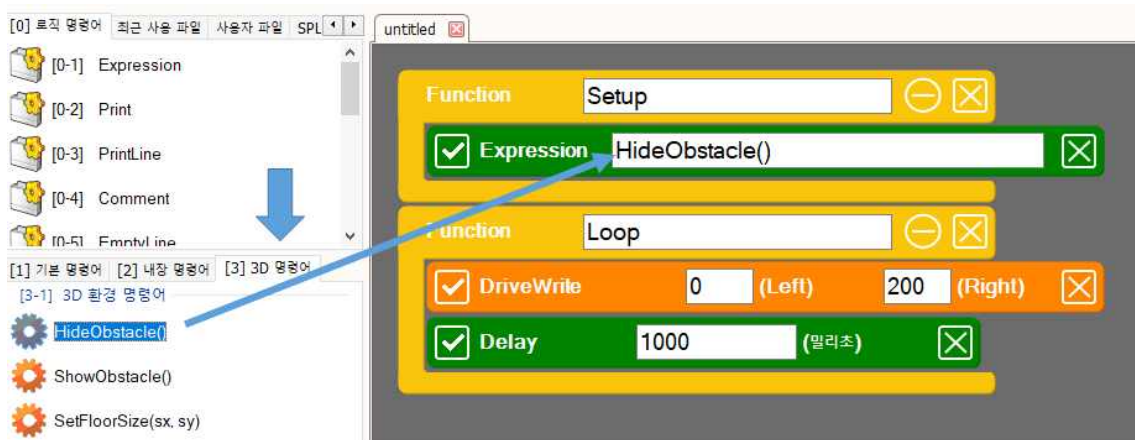 [0] 로직 명령어 최근 사용 파일 사용자 파일 SPL
[0-1] Expression
[0-2] Print
[0-3] PrintLine
[0-4] Comment
[0-5] EmptyLine
[1] 기본 명령어 [2] 내장 명령어 [3] 3D 명령어
[3-1] 3D 환경 명령어
HideObstacle()
ShowObstacle()
SetFloorSize(sx, sy)
untitled
Function Setup
Expression HideObstacle()
Function Loop
DriveWrite 0 (Left) 200 (Right)
Delay 1000 (밀리초)